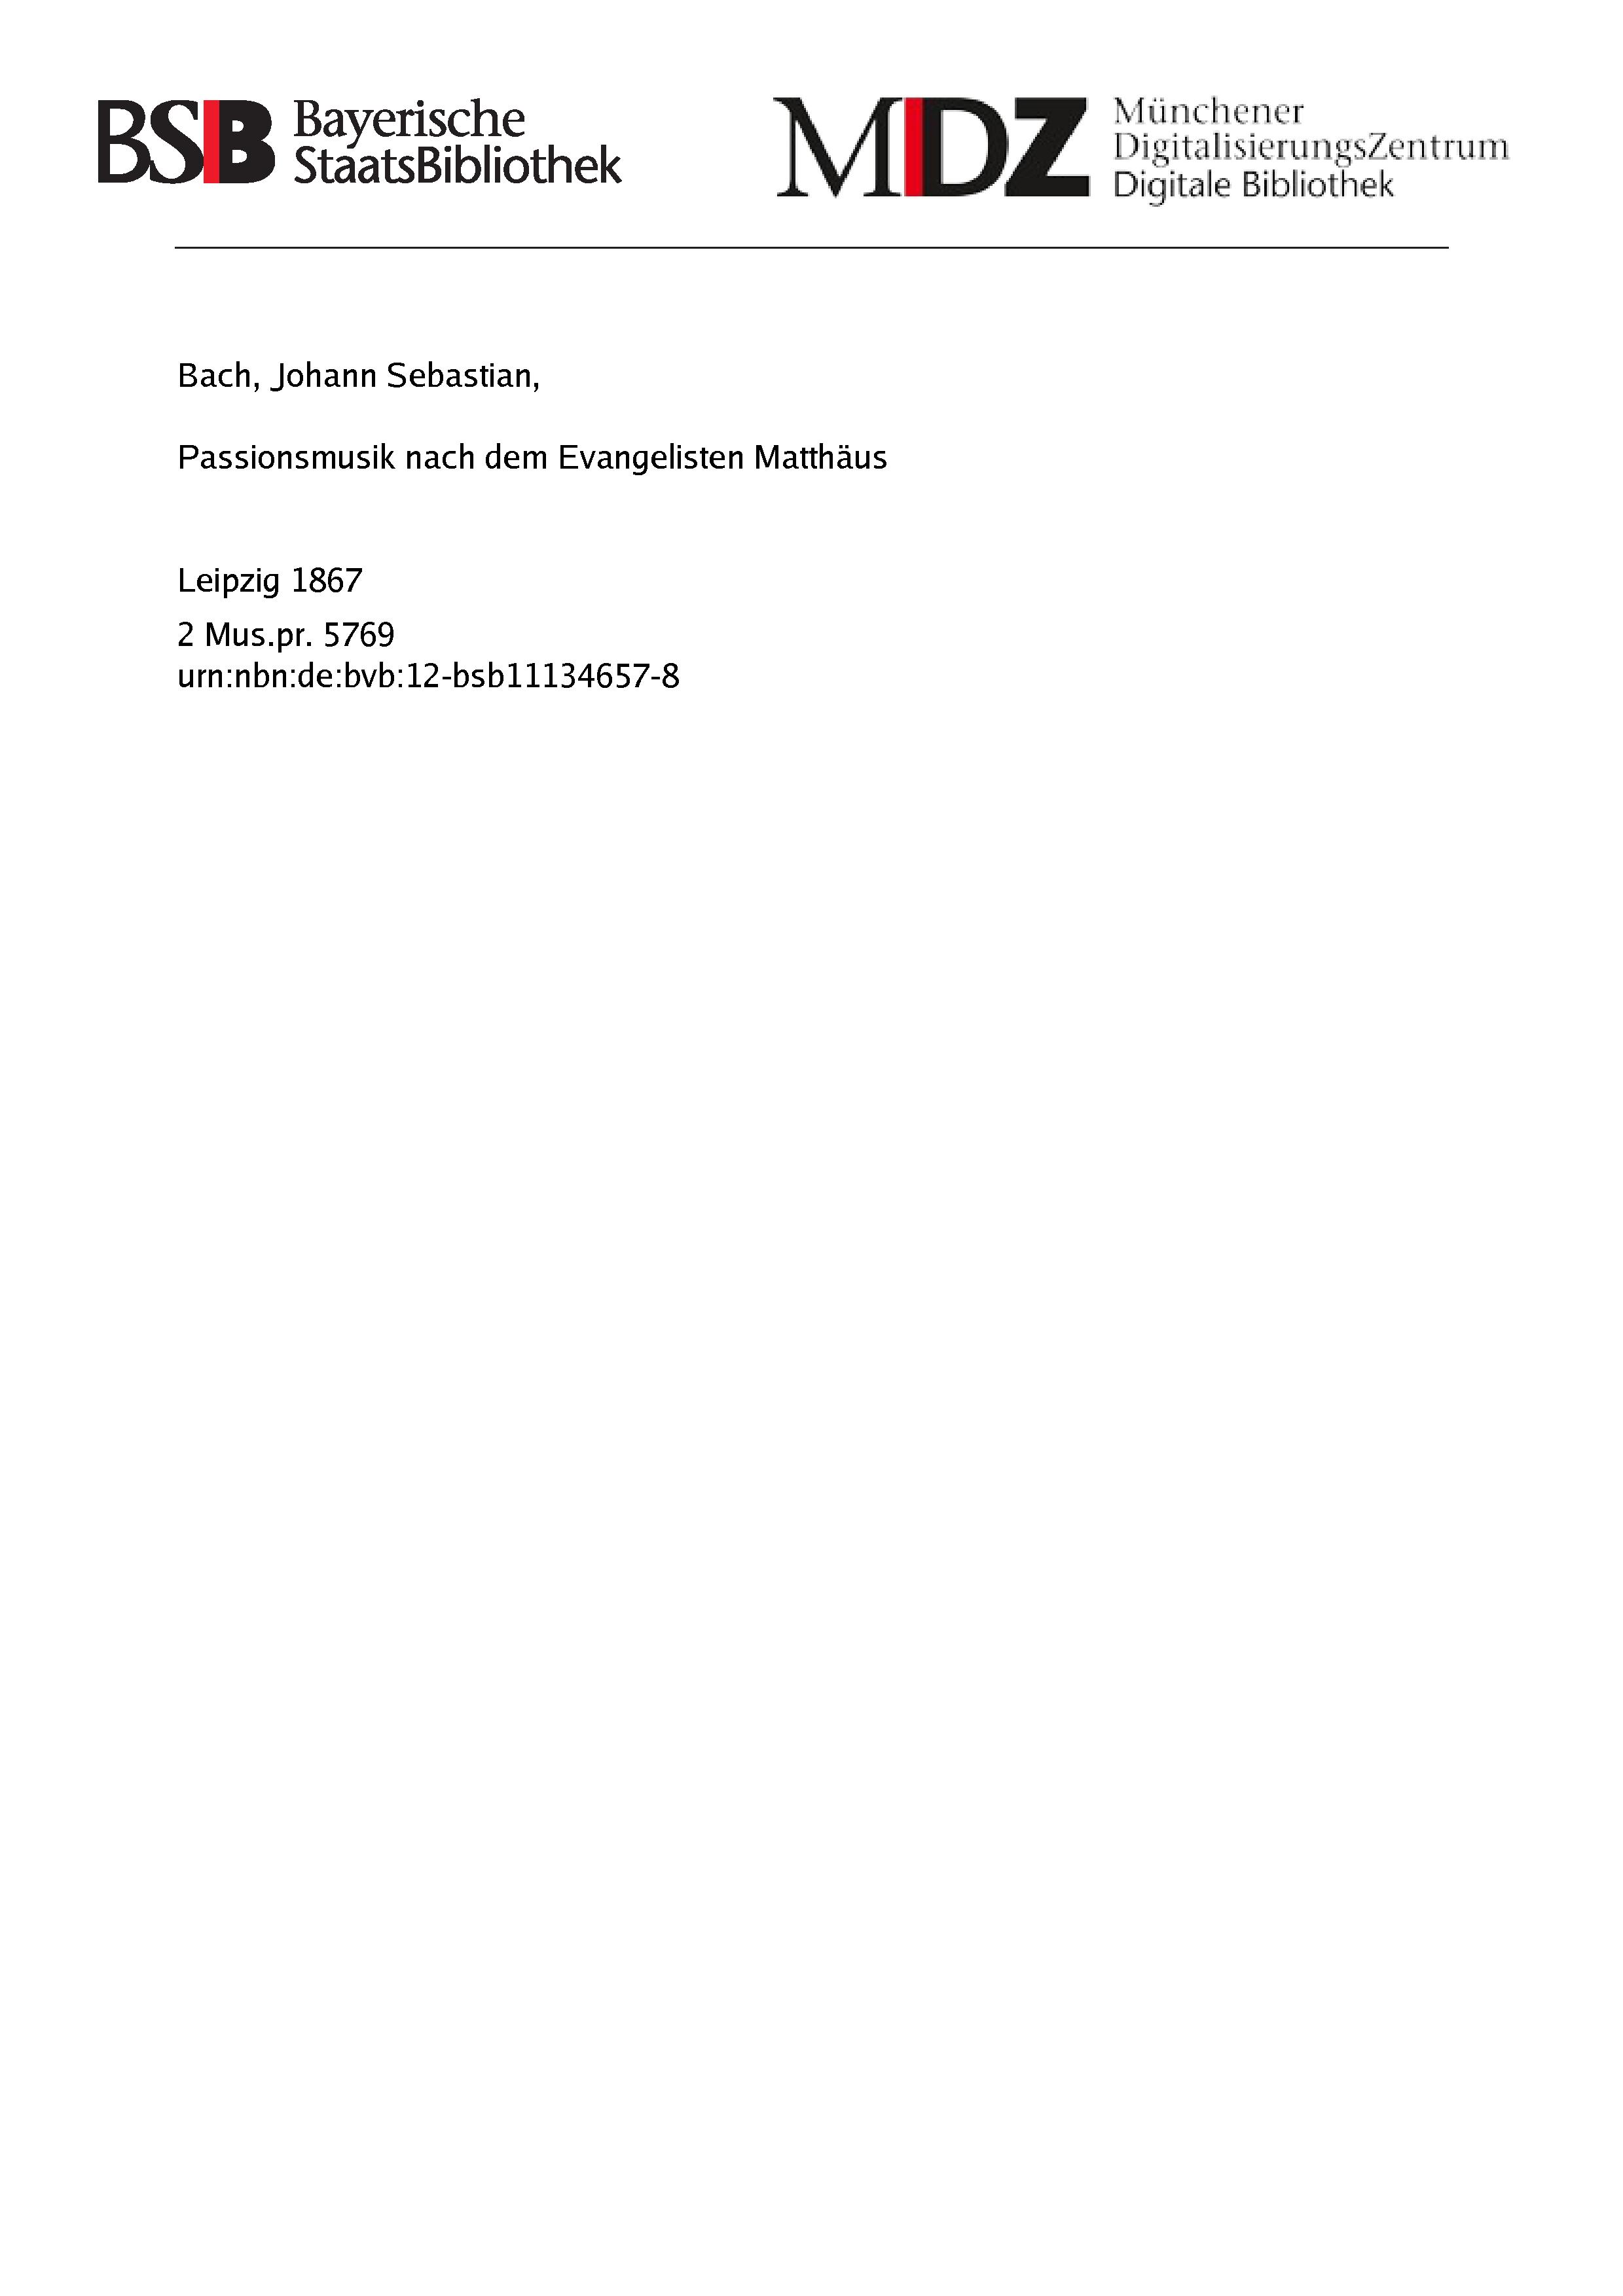 BSB Bayerische
StaatsBibliothek
MDZ Münchener
DigitalisierungsZentrum
Digitale Bibliothek
Bach, Johann Sebastian,
Passionsmusik nach dem Evangelisten Matthäus
Leipzig 1867
2 Mus.pr. 5769
urn:nbn:de:bvb:12-bsb11134657-8